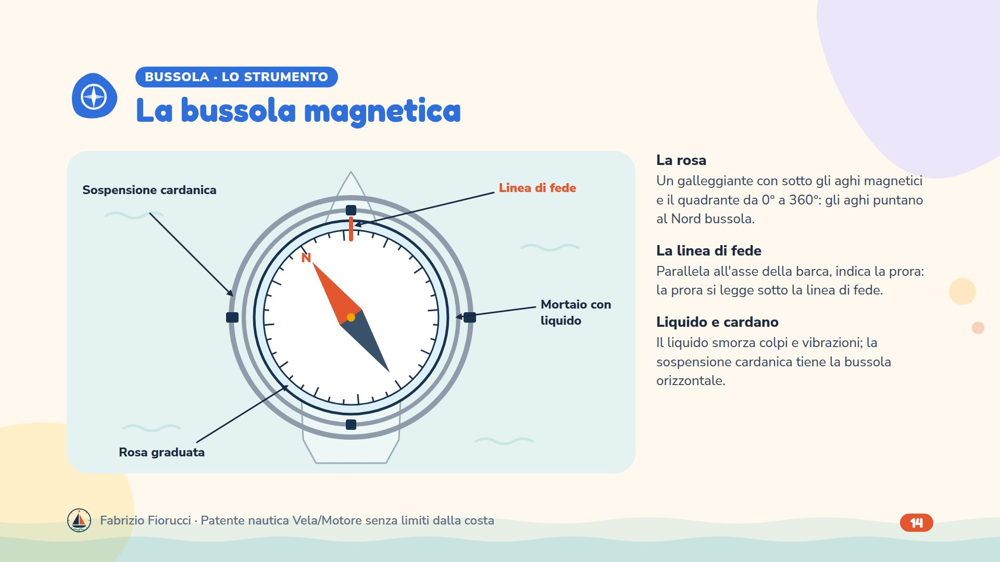 BUSSOLA · LO STRUMENTO
La bussola magnetica
Sospensione cardanica
Linea di fede
N
Mortaio con
liquido
Rosa graduata
La rosa
Un galleggiante con sotto gli aghi magnetici
e il quadrante da 0° a 360°: gli aghi puntano
al Nord bussola.
La linea di fede
Parallela all'asse della barca, indica la prora:
la prora si legge sotto la linea di fede.
Liquido e cardano
Il liquido smorza colpi e vibrazioni; la
sospensione cardanica tiene la bussola
orizzontale.
Fabrizio Fiorucci · Patente nautica Vela/Motore senza limiti dalla costa
14